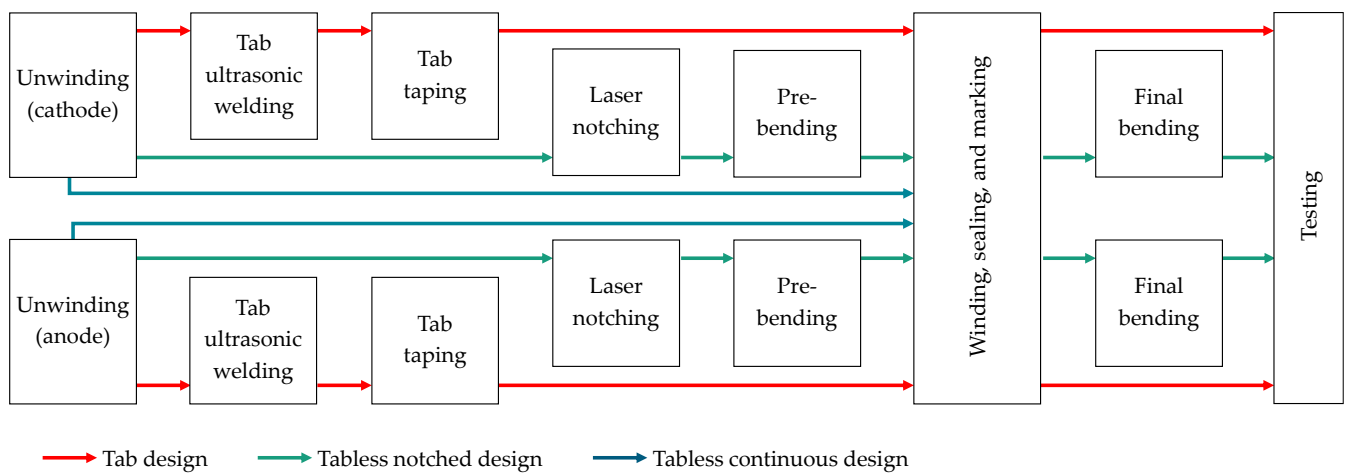 Unwinding
(cathode)
Tab
ultrasonic
welding
Tab
taping
Laser
notching
Pre-
bending
Winding, sealing, and marking
Final
bending
Testing
Unwinding
(anode)
Tab
ultrasonic
welding
Tab
taping
Laser
notching
Pre-
bending
Final
bending
Tab design
Tabless notched design
Tabless continuous design